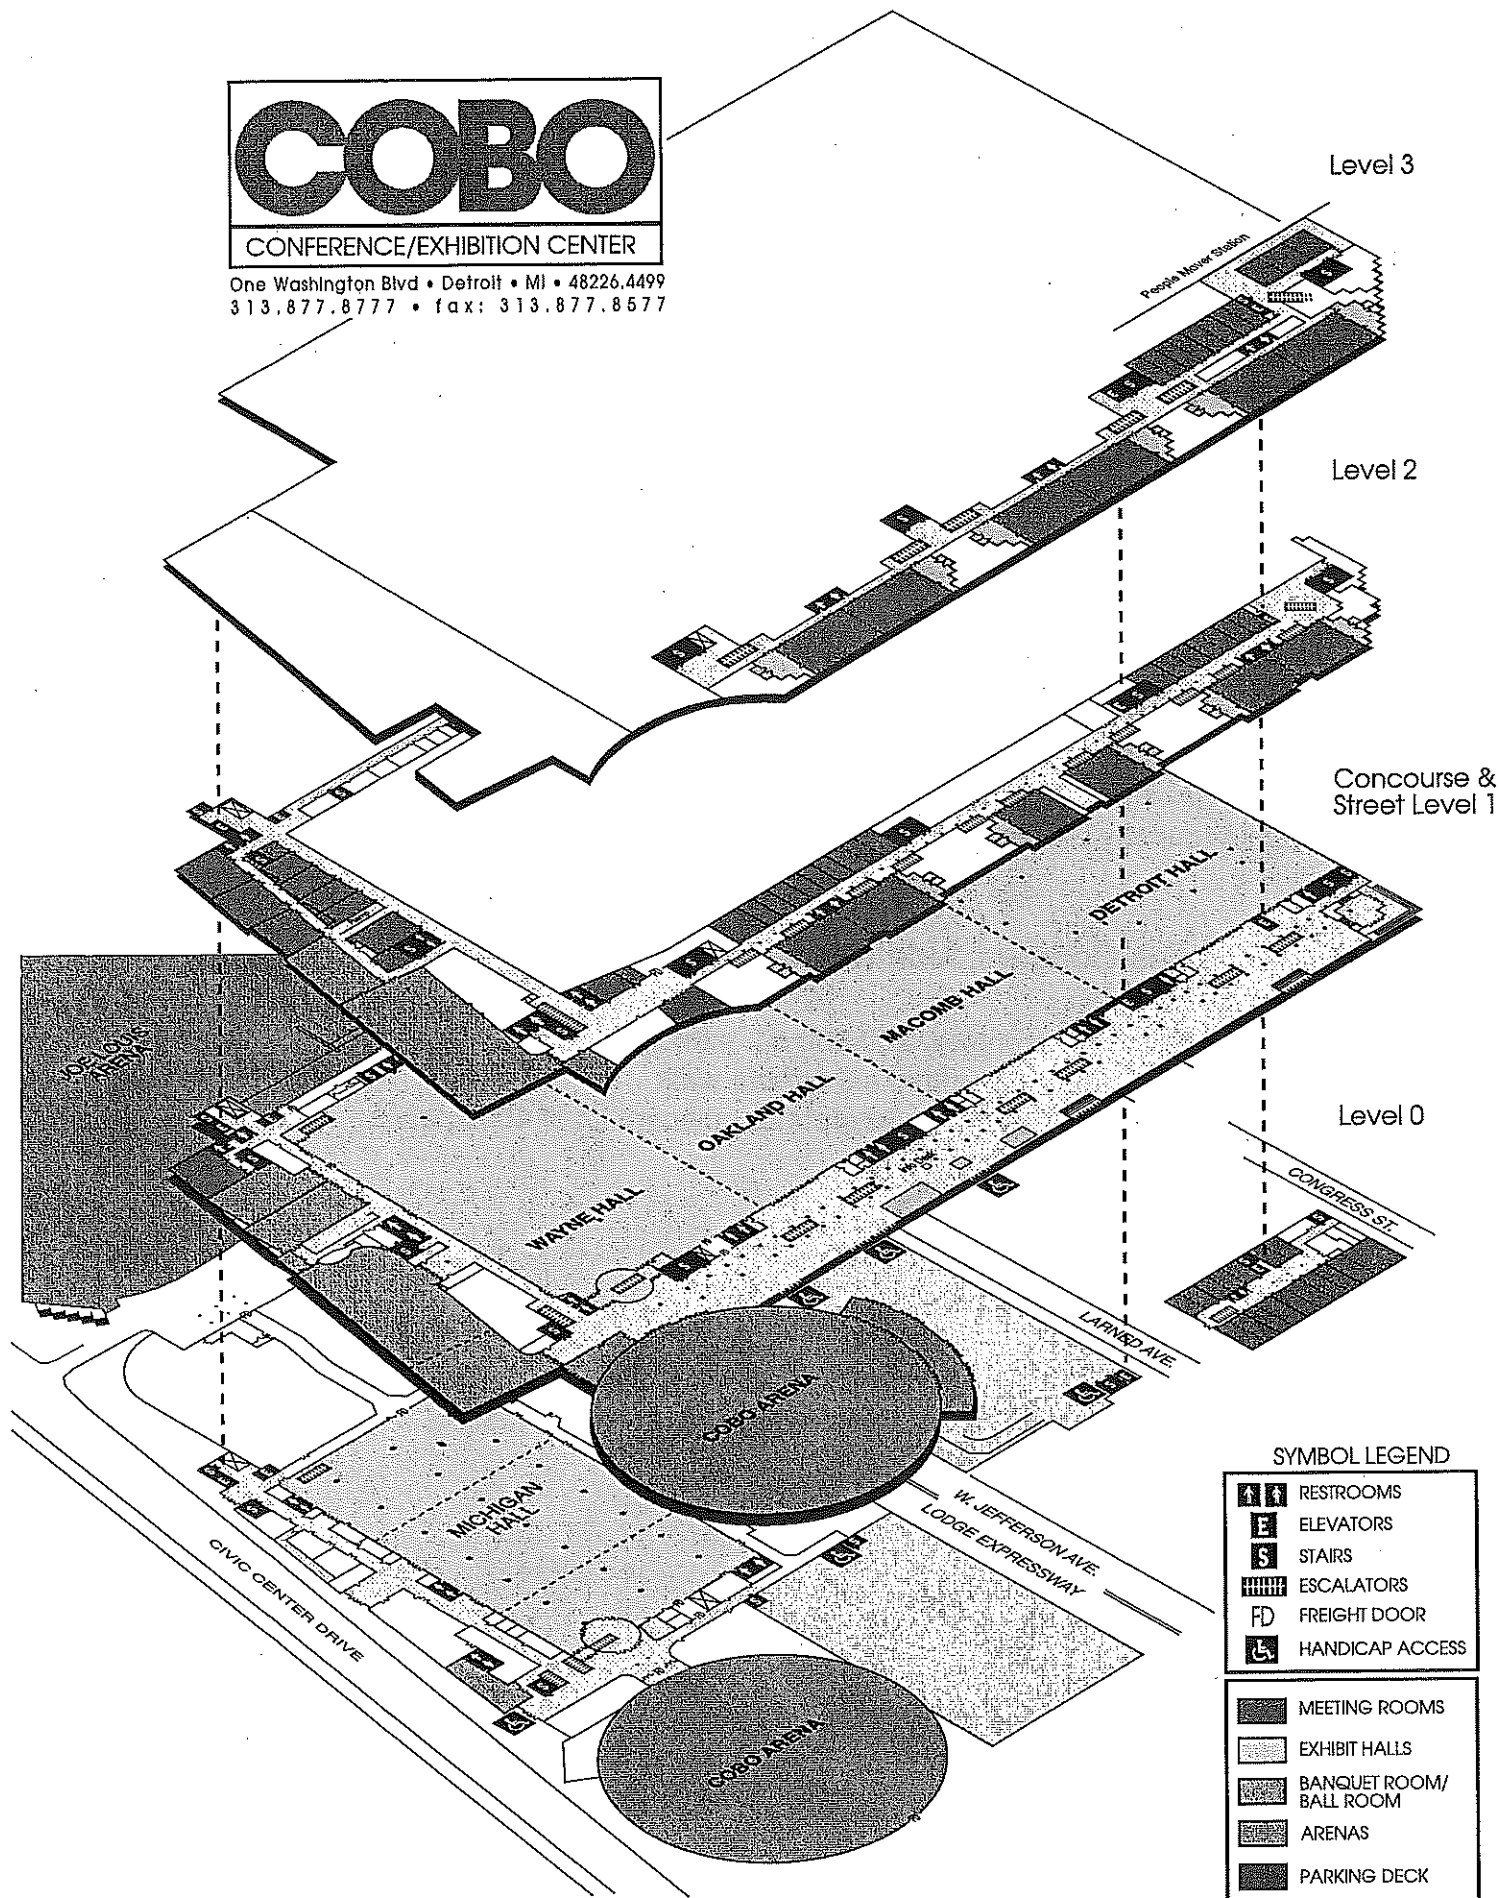 COBO
CONFERENCE/EXHIBITION CENTER
One Washington Blvd • Detroit • MI • 48226.4499
313.877.8777 • fax: 313.877.8577
Level 3
People Mover Station
Level 2
Concourse &
Street Level 1
DETROIT HALL
MACOMB HALL
OAKLAND HALL
WAYNE HALL
JOE LOUIS
ARENA
Level 0
CONGRESS ST.
LARNED AVE.
COBO ARENA
MICHIGAN
HALL
W. JEFFERSON AVE.
LODGE EXPRESSWAY
CIVIC CENTER DRIVE
COBO ARENA
SYMBOL LEGEND
RESTROOMS
E ELEVATORS
S STAIRS
ESCALATORS
FD FREIGHT DOOR
HANDICAP ACCESS
MEETING ROOMS
EXHIBIT HALLS
BANQUET ROOM/
BALL ROOM
ARENAS
PARKING DECK